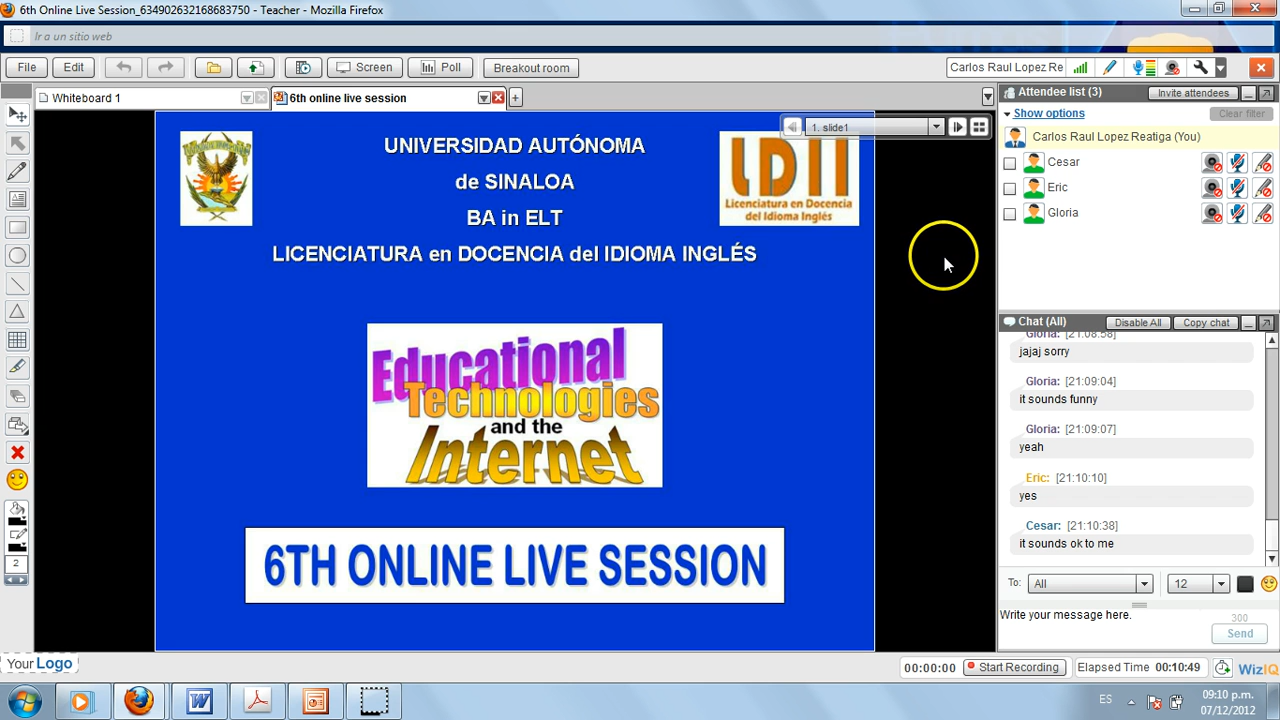 6th Online Live Session_634902632168683750 - Teacher - Mozilla Firefox
Ir a un sitio web
File Edit Screen Poll Breakout room Carlos Raul Lopez Re
Whiteboard 1 6th online live session
1. slide1
UNIVERSIDAD AUTÓNOMA
de SINALOA
BA in ELT
LICENCIATURA en DOCENCIA del IDIOMA INGLÉS
LDII
Licenciatura en Docencia
del Idioma Inglés
Educational
Technologies
and the
Internet
6TH ONLINE LIVE SESSION
2
Attendee list (3) Invite attendees
Show options Clear filter
Carlos Raul Lopez Reatiga (You)
Cesar
Eric
Gloria
Chat (All) Disable All Copy chat
Gloria: [21:08:58]
jajaj sorry
Gloria: [21:09:04]
it sounds funny
Gloria: [21:09:07]
yeah
Eric: [21:10:10]
yes
Cesar: [21:10:38]
it sounds ok to me
To: All 12
Write your message here.
300
Send
Your Logo 00:00:00 Start Recording Elapsed Time 00:10:49 WizIQ
ES 09:10 p.m.
07/12/2012